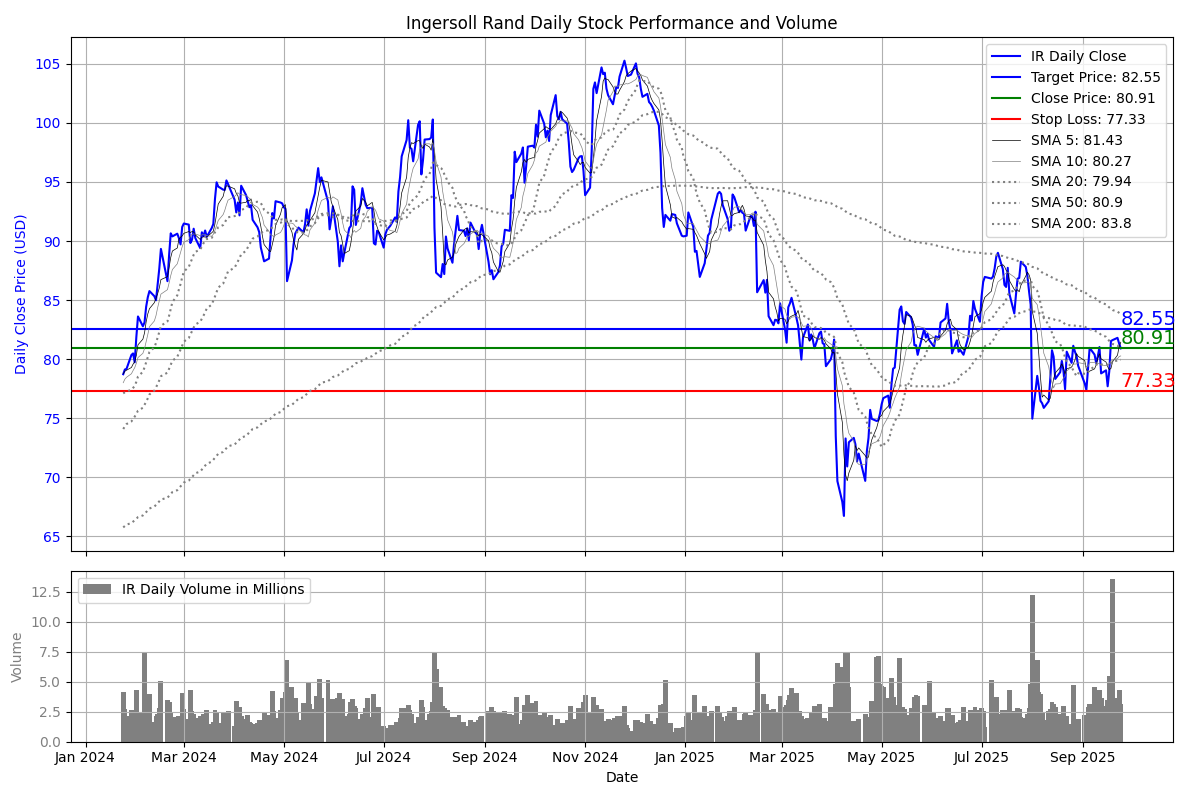 Ingersoll Rand Daily Stock Performance and Volume
Daily Close Price (USD)
105
100
95
90
85
80
75
70
65
IR Daily Close
Target Price: 82.55
Close Price: 80.91
Stop Loss: 77.33
SMA 5: 81.43
SMA 10: 80.27
SMA 20: 79.94
SMA 50: 80.9
SMA 200: 83.8
82.55
80.91
77.33
Volume
12.5
10.0
7.5
5.0
2.5
0.0
IR Daily Volume in Millions
Jan 2024
Mar 2024
May 2024
Jul 2024
Sep 2024
Nov 2024
Jan 2025
Mar 2025
May 2025
Jul 2025
Sep 2025
Date